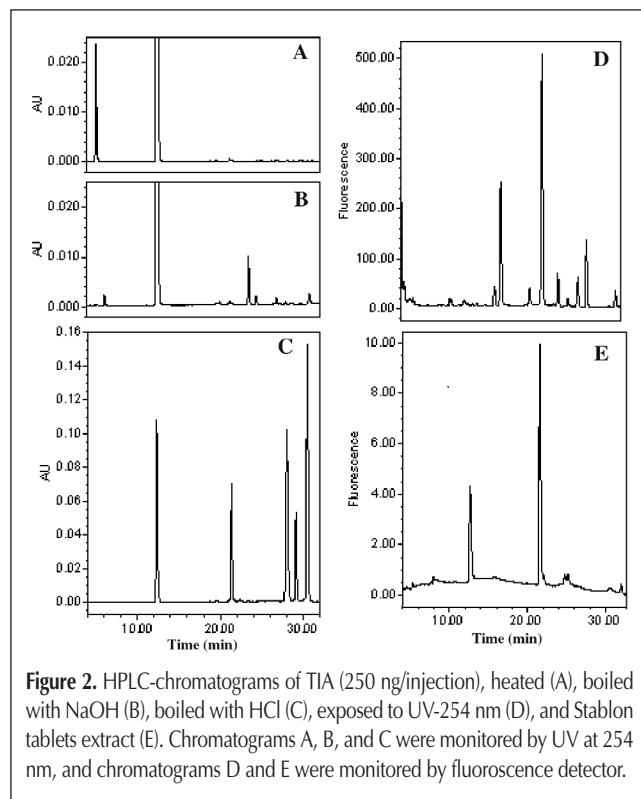 A
0.020
AU
0.010
0.000
B
0.020
AU
0.010
0.000
C
0.16
0.14
0.12
0.10
AU
0.08
0.06
0.04
0.02
0.00
10.00 20.00 30.00
Time (min)
D
500.00
400.00
Fluorescence
300.00
200.00
100.00
0.00
E
10.00
8.00
Fluorescence
6.00
4.00
2.00
0.00
10.00 20.00 30.00
Time (min)
Figure 2. HPLC-chromatograms of TIA (250 ng/injection), heated (A), boiled
with NaOH (B), boiled with HCl (C), exposed to UV-254 nm (D), and Stablon
tablets extract (E). Chromatograms A, B, and C were monitored by UV at 254
nm, and chromatograms D and E were monitored by fluoroscence detector.